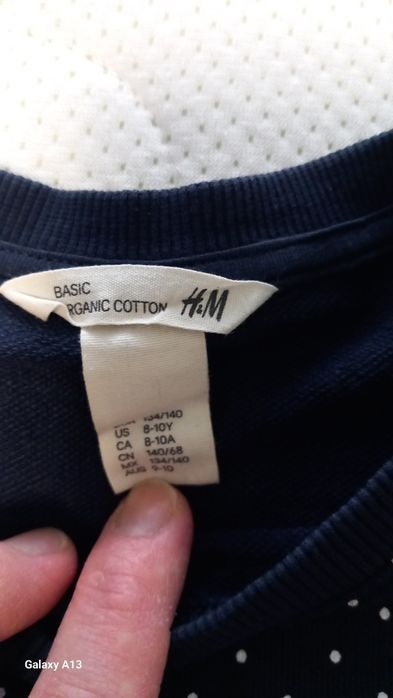 BASIC
RGANIC COTTON H&M
134/140
US 8-10Y
CA 8-10A
CN 140/68
MX 134/140
AUS 9-10
Galaxy A13